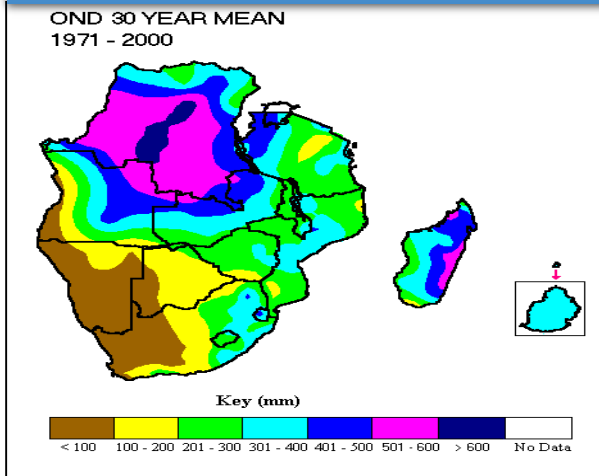 OND 30 YEAR MEAN
1971 - 2000
Key (mm)
< 100 100 - 200 201 - 300 301 - 400 401 - 500 501 - 600 > 600 No Data